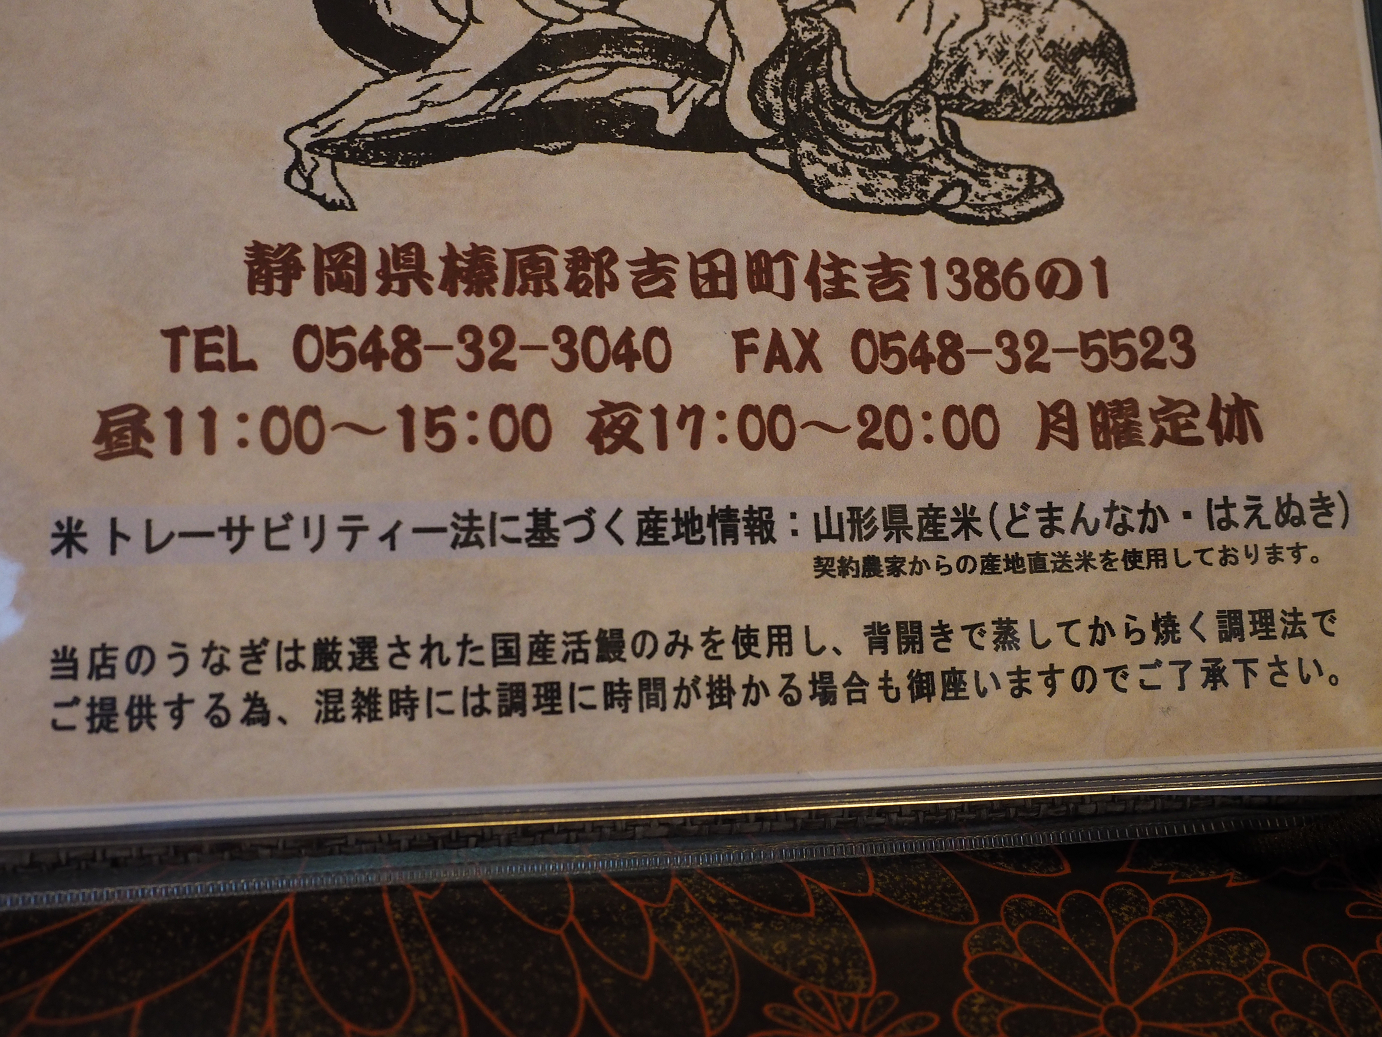 静岡県榛原郡吉田町住吉1386の1
TEL 0548-32-3040 FAX 0548-32-5523
昼11:00～15:00 夜17:00～20:00 月曜定休
米トレーサビリティー法に基づく産地情報：山形県産米(どまんなか・はえぬき)
契約農家からの産地直送米を使用しております。
当店のうなぎは厳選された国産活鰻のみを使用し、背開きで蒸してから焼く調理法で
ご提供する為、混雑時には調理に時間が掛かる場合も御座いますのでご了承下さい。